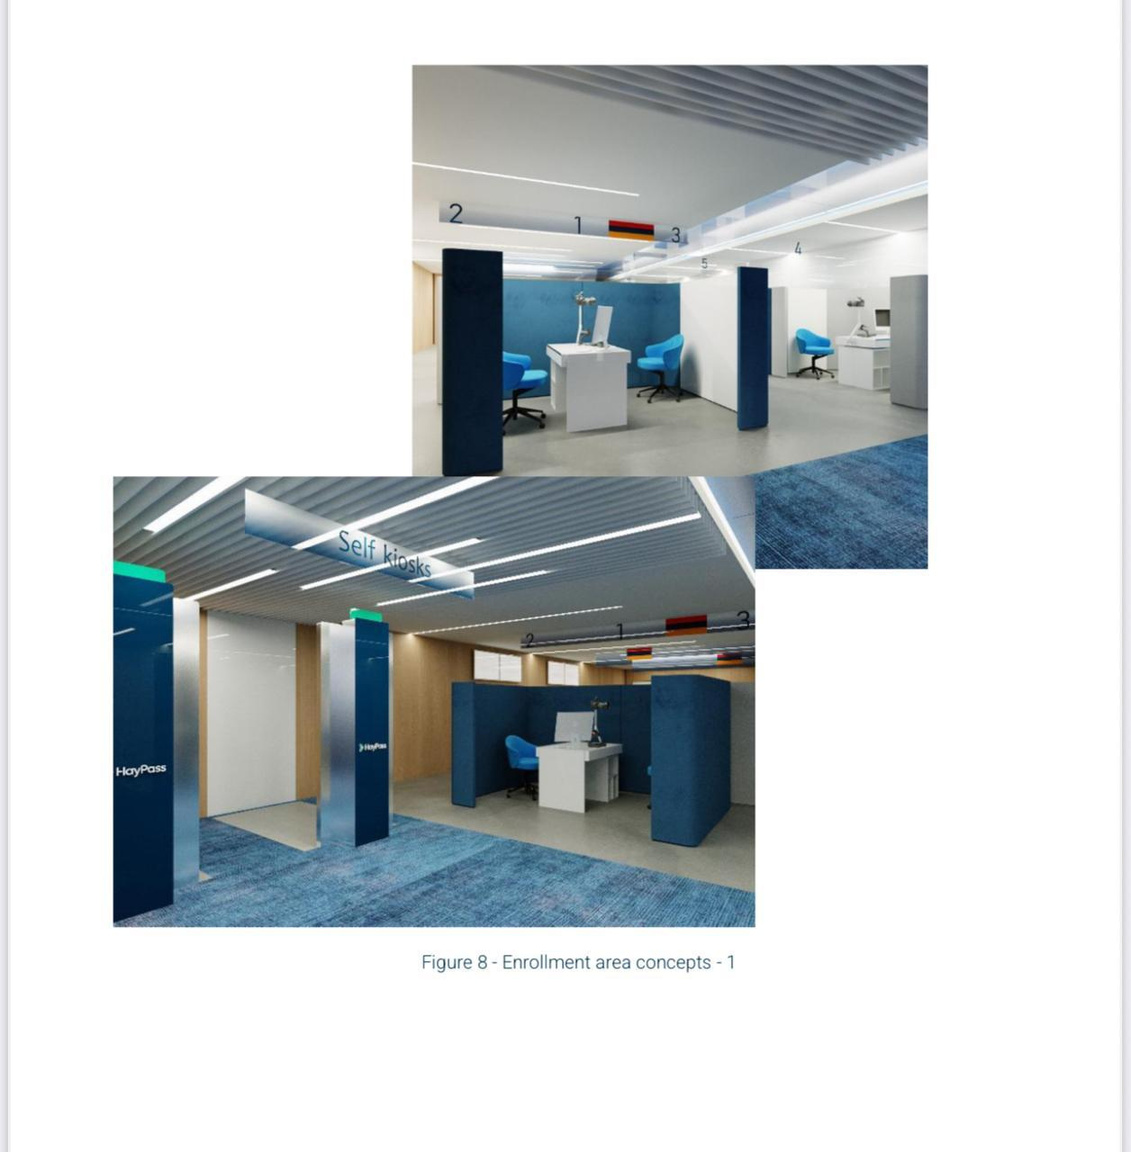 2 1 3
5 4
Self kiosks
2 1 3
HayPass
HayPass
Figure 8 - Enrollment area concepts - 1